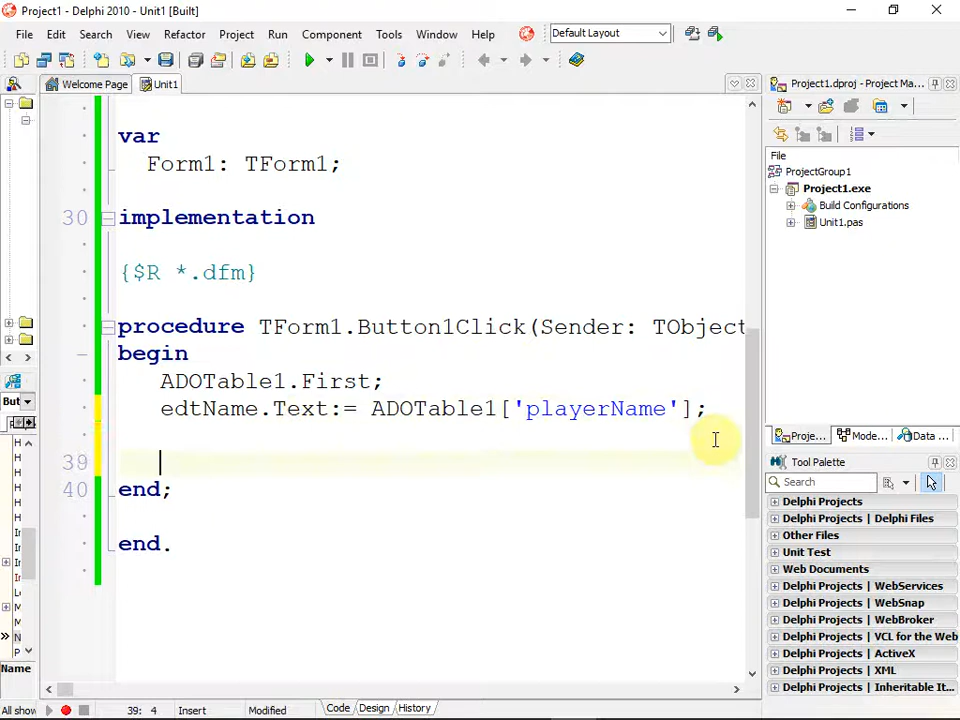 Project1 - Delphi 2010 - Unit1 [Built]
File Edit Search View Refactor Project Run Component Tools Window Help
Default Layout
Welcome Page Unit1
Project1.dproj - Project Ma...
var
Form1: TForm1;
30 implementation
{$R *.dfm}
procedure TForm1.Button1Click(Sender: TObject
begin
ADOTable1.First;
edtName.Text:= ADOTable1['playerName'];
39
40 end;
end.
But
Name
All show
39: 4 Insert Modified
Code Design History
File
ProjectGroup1
Project1.exe
Build Configurations
Unit1.pas
Proje... Mode... Data ...
Tool Palette
Search
Delphi Projects
Delphi Projects | Delphi Files
Other Files
Unit Test
Web Documents
Delphi Projects | WebServices
Delphi Projects | WebSnap
Delphi Projects | WebBroker
Delphi Projects | VCL for the Web
Delphi Projects | ActiveX
Delphi Projects | XML
Delphi Projects | Inheritable It...